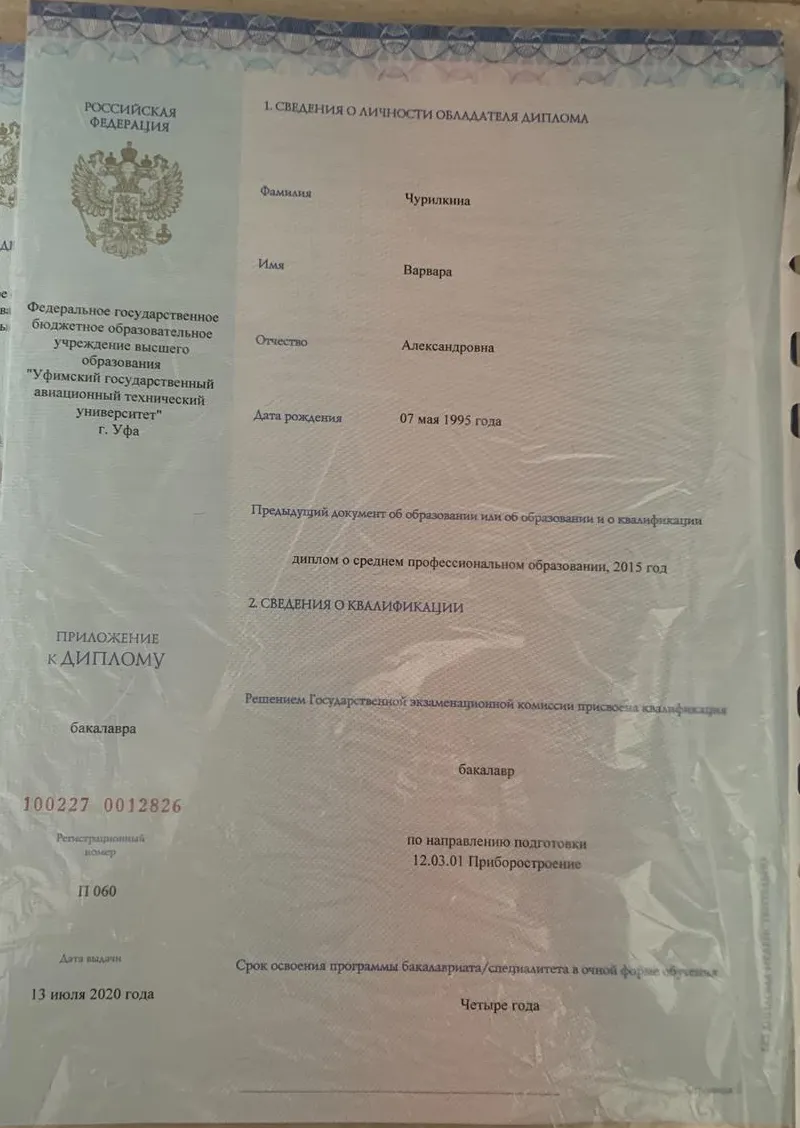 РОССИЙСКАЯ
ФЕДЕРАЦИЯ
Федеральное государственное
бюджетное образовательное
учреждение высшего
образования
"Уфимский государственный
авиационный технический
университет"
г. Уфа
ПРИЛОЖЕНИЕ
к ДИПЛОМУ
бакалавра
100227 0012826
Регистрационный
номер
П 060
Дата выдачи
13 июля 2020 года
1. СВЕДЕНИЯ О ЛИЧНОСТИ ОБЛАДАТЕЛЯ ДИПЛОМА
Фамилия Чурилкина
Имя Варвара
Отчество Александровна
Дата рождения 07 мая 1995 года
Предыдущий документ об образовании или об образовании и о квалификации
диплом о среднем профессиональном образовании, 2015 год
2. СВЕДЕНИЯ О КВАЛИФИКАЦИИ
Решением Государственной экзаменационной комиссии присвоена квалификация
бакалавр
по направлению подготовки
12.03.01 Приборостроение
Срок освоения программы бакалавриата/специалитета в очной форме обучения
Четыре года